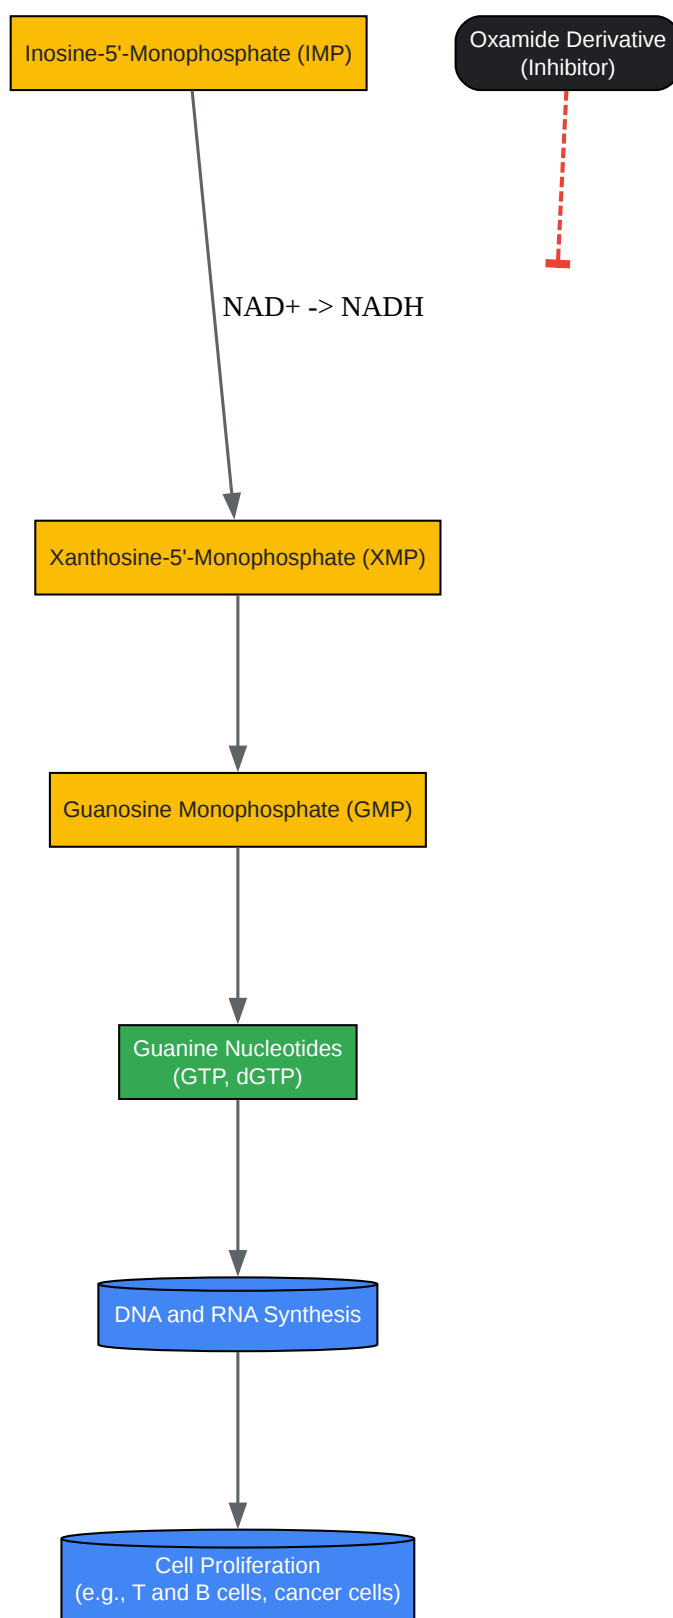 Inosine-5'-Monophosphate (IMP)
Oxamide Derivative
(Inhibitor)
NAD+ -> NADH
Xanthosine-5'-Monophosphate (XMP)
Guanosine Monophosphate (GMP)
Guanine Nucleotides
(GTP, dGTP)
DNA and RNA Synthesis
Cell Proliferation
(e.g., T and B cells, cancer cells)